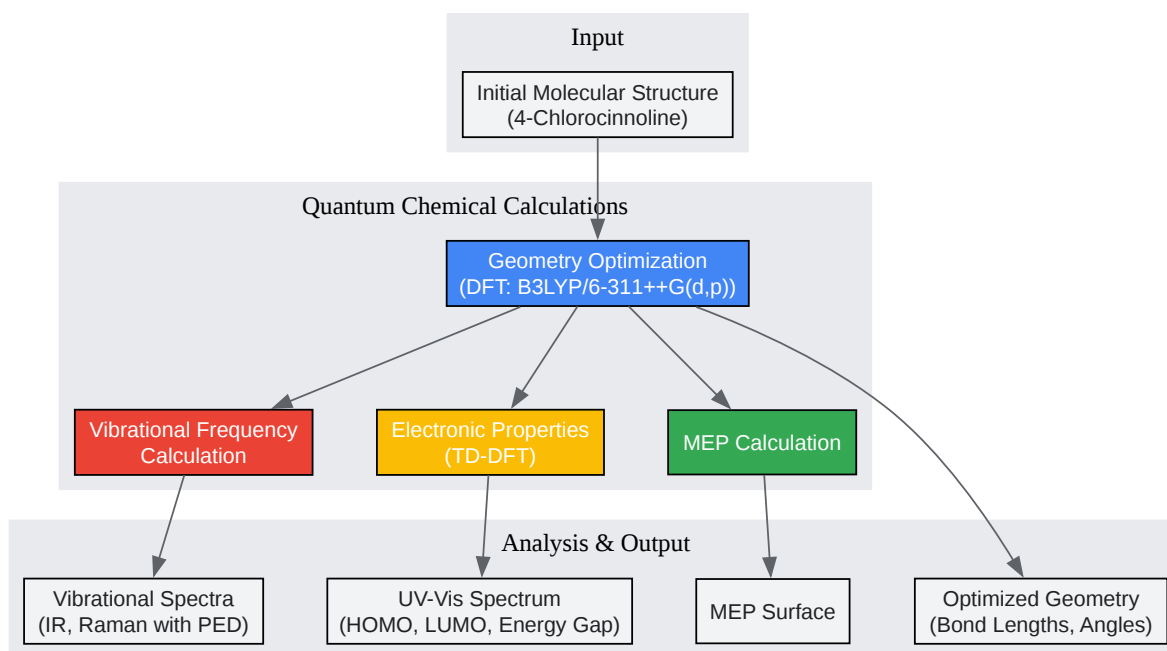 Input
Initial Molecular Structure
(4-Chlorocinnoline)
Quantum Chemical Calculations
Geometry Optimization
(DFT: B3LYP/6-311++G(d,p))
Vibrational Frequency
Calculation
Electronic Properties
(TD-DFT)
MEP Calculation
Analysis & Output
Vibrational Spectra
(IR, Raman with PED)
UV-Vis Spectrum
(HOMO, LUMO, Energy Gap)
MEP Surface
Optimized Geometry
(Bond Lengths, Angles)